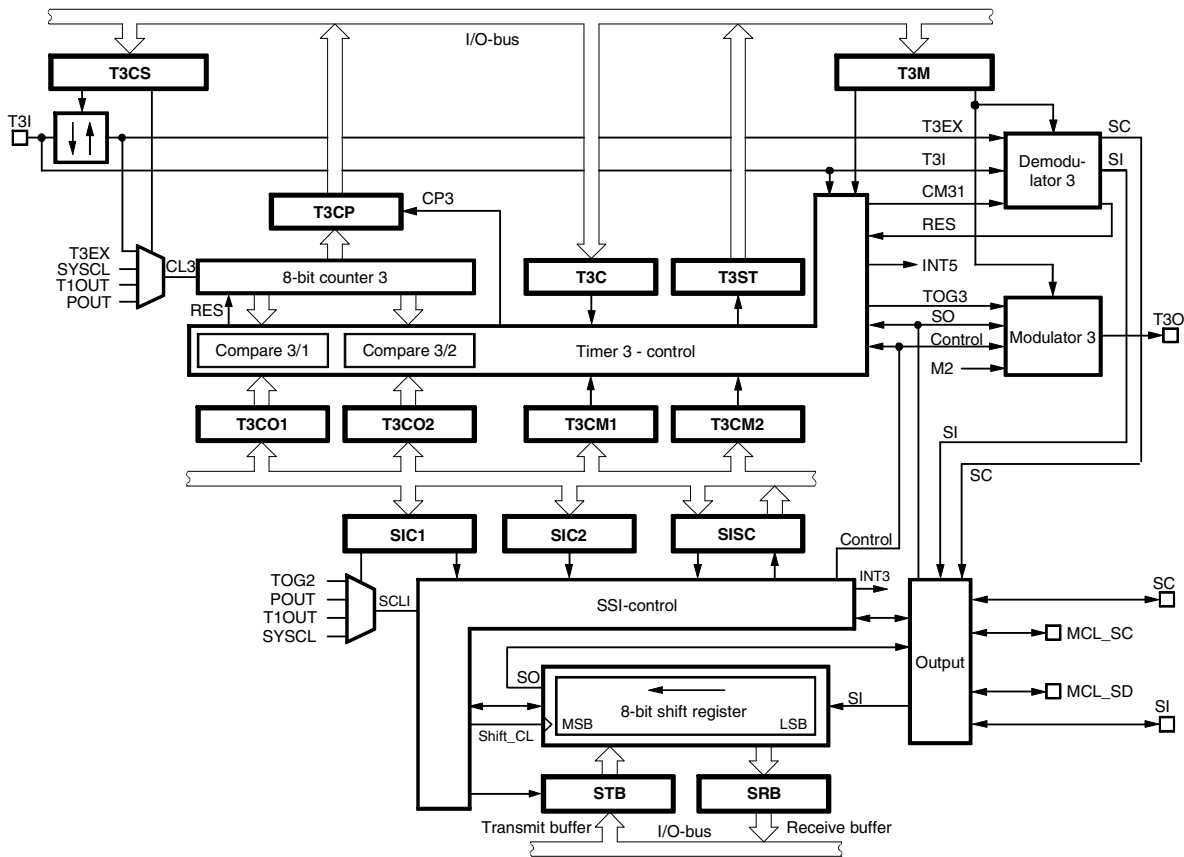 I/O-bus
T3CS
T3M
T3I
T3EX
SC
T3I
SI
Demodu-
lator 3
CP3
CM31
T3CP
RES
T3EX
SYSCL
T1OUT
POUT
CL3
8-bit counter 3
T3C
T3ST
INT5
RES
TOG3
SO
Compare 3/1
Compare 3/2
Timer 3 - control
Control
Modulator 3
T3O
M2
T3CO1
T3CO2
T3CM1
T3CM2
SI
SC
SIC1
SIC2
SISC
Control
TOG2
POUT
T1OUT
SYSCL
SCLI
SSI-control
INT3
SC
MCL_SC
Output
SO
8-bit shift register
MSB
LSB
SI
MCL_SD
SI
Shift_CL
STB
SRB
Transmit buffer
I/O-bus
Receive buffer